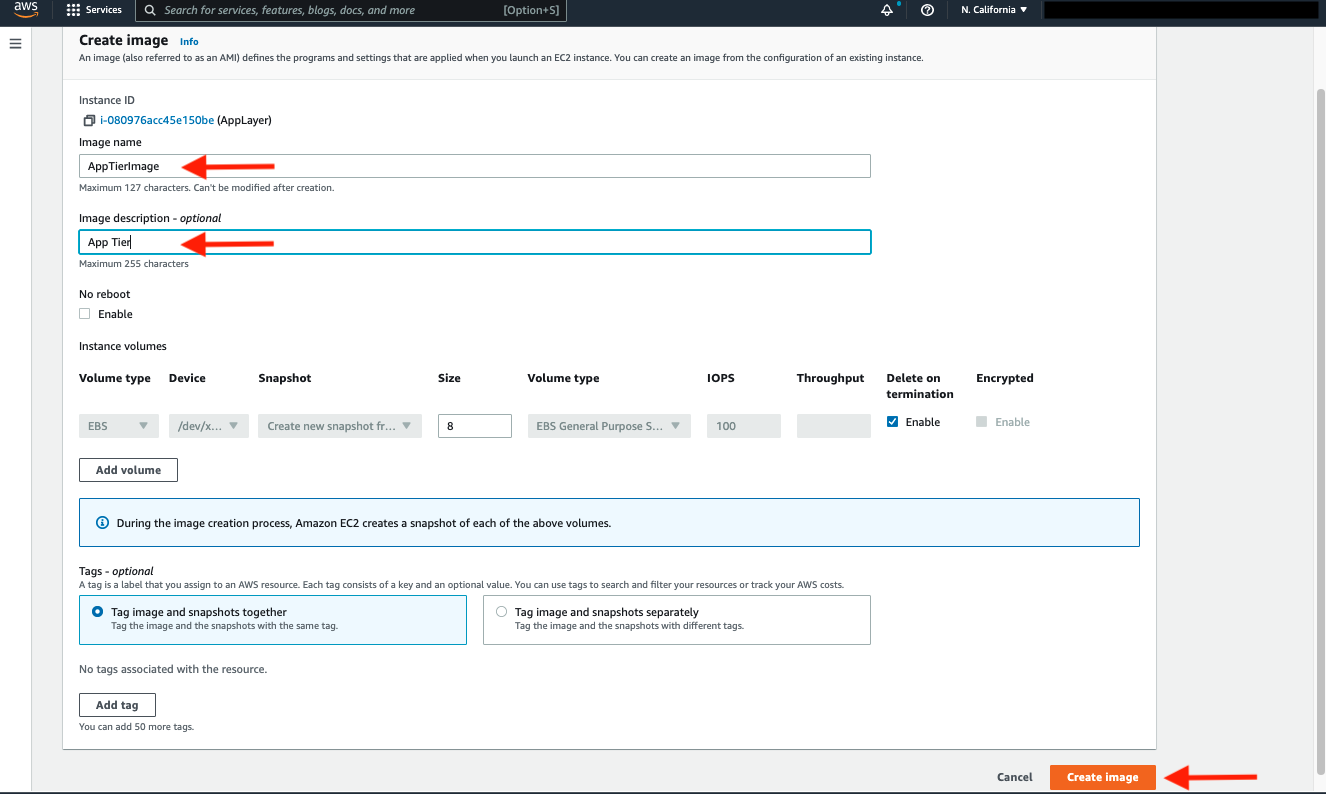 aws
Services
Search for services, features, blogs, docs, and more
[Option+S]
N. California
Create image
Info
An image (also referred to as an AMI) defines the programs and settings that are applied when you launch an EC2 instance. You can create an image from the configuration of an existing instance.
Instance ID
i-080976acc45e150be (AppLayer)
Image name
AppTierImage
Maximum 127 characters. Can't be modified after creation.
Image description - optional
App Tier
Maximum 255 characters
No reboot
Enable
Instance volumes
Volume type Device Snapshot Size Volume type IOPS Throughput Delete on termination Encrypted
EBS /dev/x... Create new snapshot fr... 8 EBS General Purpose S... 100 Enable Enable
Add volume
During the image creation process, Amazon EC2 creates a snapshot of each of the above volumes.
Tags - optional
A tag is a label that you assign to an AWS resource. Each tag consists of a key and an optional value. You can use tags to search and filter your resources or track your AWS costs.
Tag image and snapshots together
Tag the image and the snapshots with the same tag.
Tag image and snapshots separately
Tag the image and the snapshots with different tags.
No tags associated with the resource.
Add tag
You can add 50 more tags.
Cancel
Create image